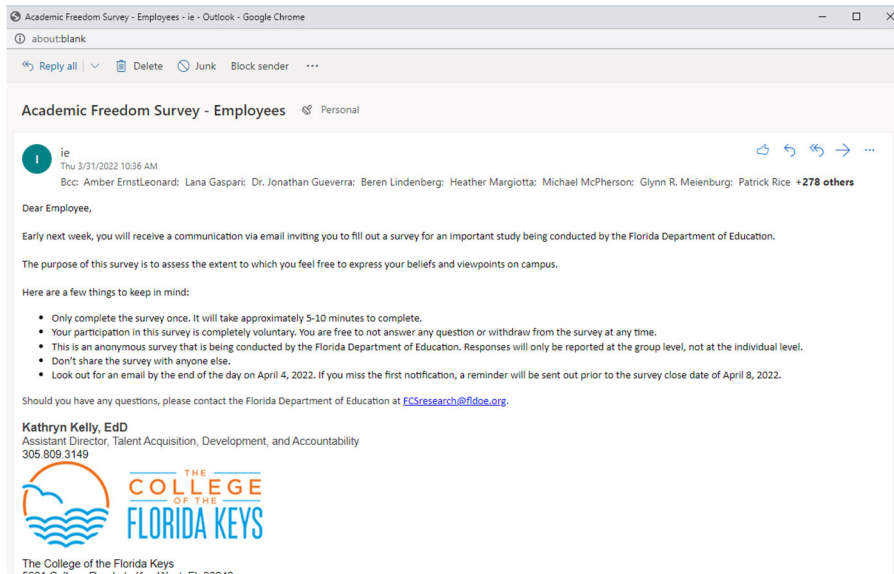 Academic Freedom Survey - Employees - ie - Outlook - Google Chrome
about:blank
Reply all Delete Junk Block sender ...
Academic Freedom Survey - Employees Personal
I
ie
Thu 3/31/2022 10:36 AM
Bcc: Amber ErnstLeonard; Lana Gaspari; Dr. Jonathan Gueverra; Beren Lindenberg; Heather Margiotta; Michael McPherson; Glynn R. Meienburg; Patrick Rice +278 others
Dear Employee,
Early next week, you will receive a communication via email inviting you to fill out a survey for an important study being conducted by the Florida Department of Education.
The purpose of this survey is to assess the extent to which you feel free to express your beliefs and viewpoints on campus.
Here are a few things to keep in mind:
• Only complete the survey once. It will take approximately 5-10 minutes to complete.
• Your participation in this survey is completely voluntary. You are free to not answer any question or withdraw from the survey at any time.
• This is an anonymous survey that is being conducted by the Florida Department of Education. Responses will only be reported at the group level, not at the individual level.
• Don't share the survey with anyone else.
• Look out for an email by the end of the day on April 4, 2022. If you miss the first notification, a reminder will be sent out prior to the survey close date of April 8, 2022.
Should you have any questions, please contact the Florida Department of Education at FCSresearch@fldoe.org.
Kathryn Kelly, EdD
Assistant Director, Talent Acquisition, Development, and Accountability
305.809.3149
THE
COLLEGE
OF THE
FLORIDA KEYS
The College of the Florida Keys